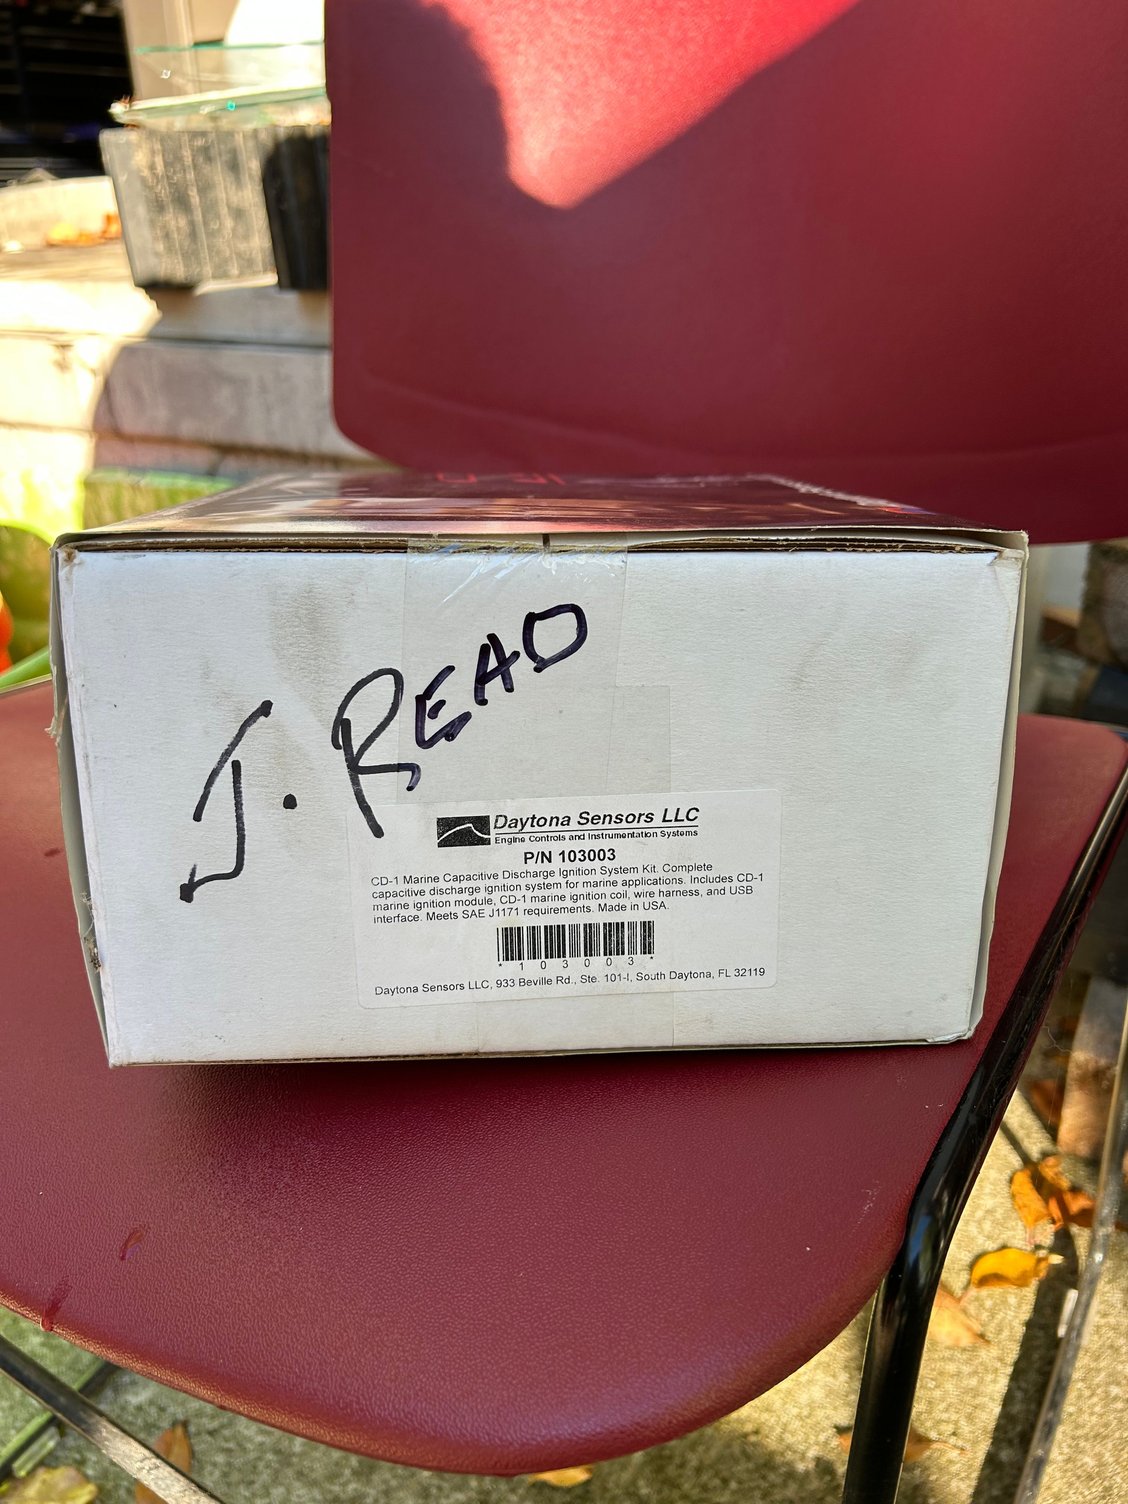 J. READ
Daytona Sensors LLC
Engine Controls and Instrumentation Systems
P/N 103003
CD-1 Marine Capacitive Discharge Ignition System Kit. Complete
capacitive discharge ignition system for marine applications. Includes CD-1
marine ignition module, CD-1 marine ignition coil, wire harness, and USB
interface. Meets SAE J1171 requirements. Made in USA.
*103003*
Daytona Sensors LLC, 933 Beville Rd., Ste. 101-I, South Daytona, FL 32119